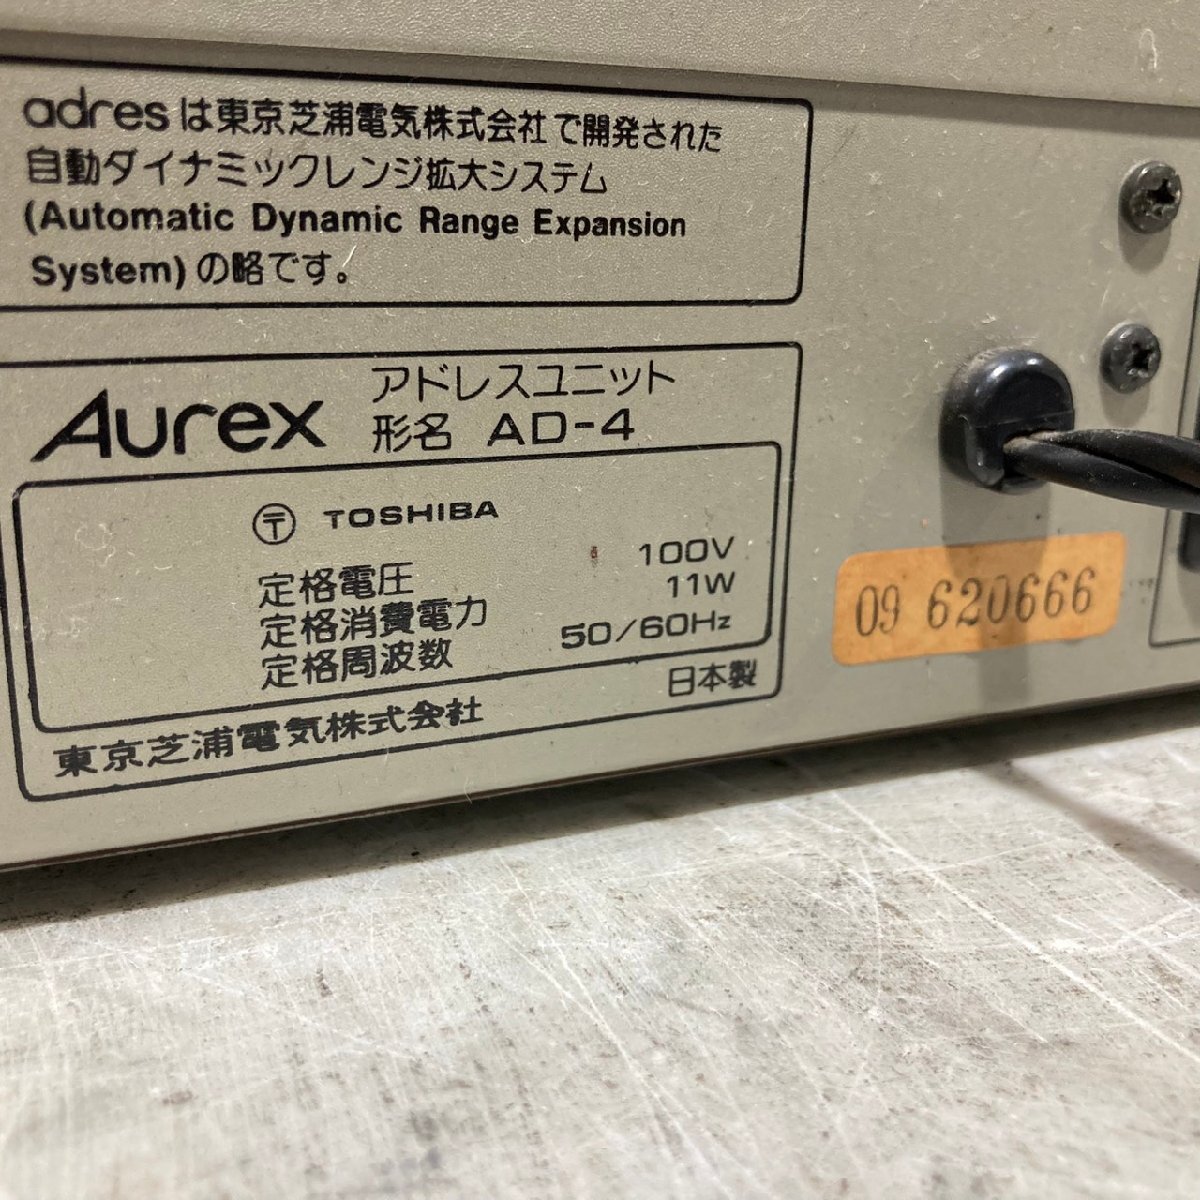 adresは東京芝浦電気株式会社で開発された
自動ダイナミックレンジ拡大システム
(Automatic Dynamic Range Expansion
System)の略です。
Aurex アドレスユニット
形名 AD-4
〒 TOSHIBA
定格電圧 100V
定格消費電力 11W
定格周波数 50/60Hz
東京芝浦電気株式会社 日本製
09 620666